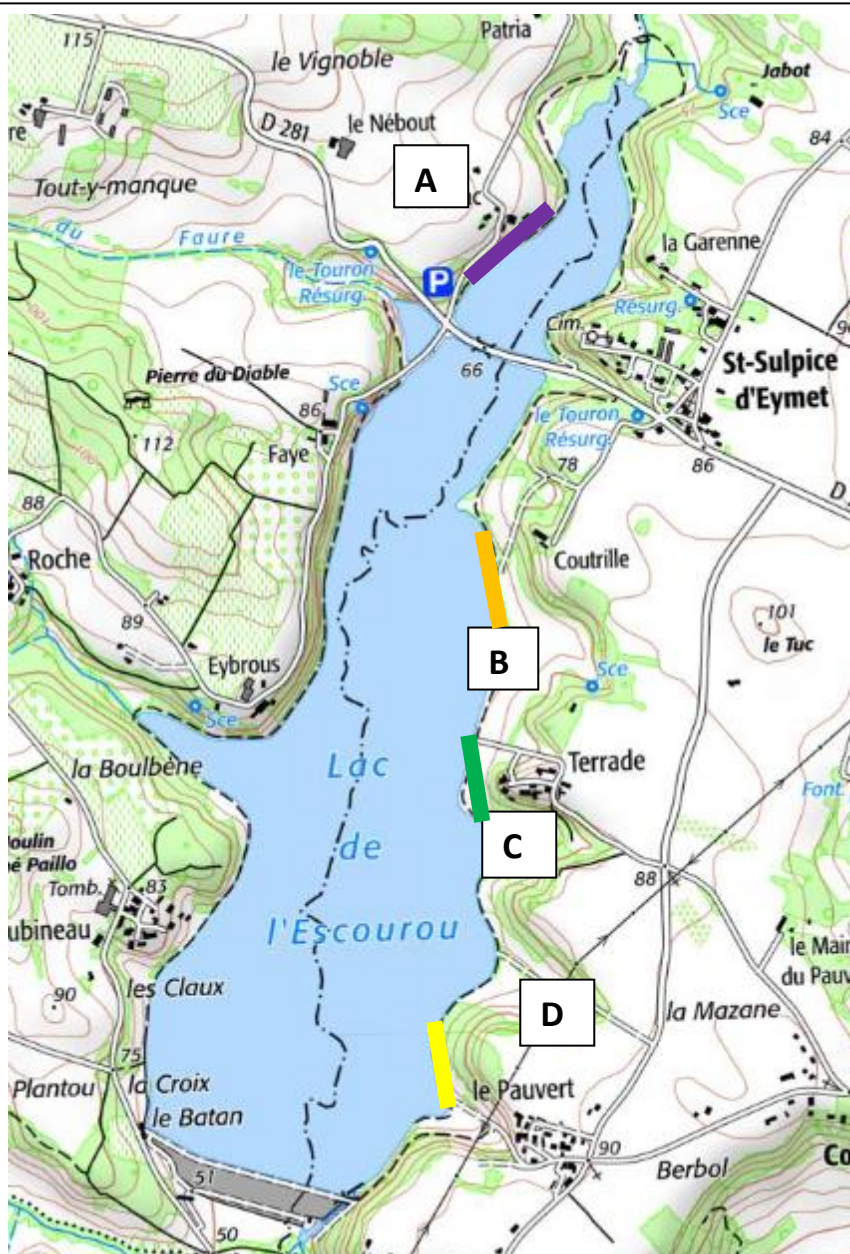 115
Patria
le Vignoble
Jabot
Sce
D 281
le Nébout
84
A
Tout-y-manque
du Faure
la Garenne
le Touron
Résurg.
P
Résurg.
Cim.
66
St-Sulpice
d'Eymet
Pierre du Diable
Sce
86
112
Faye
le Touron
Résurg.
78
86
100
88
Roche
Coutrille
101
le Tuc
89
B
Eybrous
Sce
Sce
la Boulbène
Lac
de
l'Escourou
Terrade
Font.
C
88
Tomb.
83
les Claux
90
D
la Mazane
75
Plantou
la Croix
le Batan
le Pauvert
51
90
Berbol
50